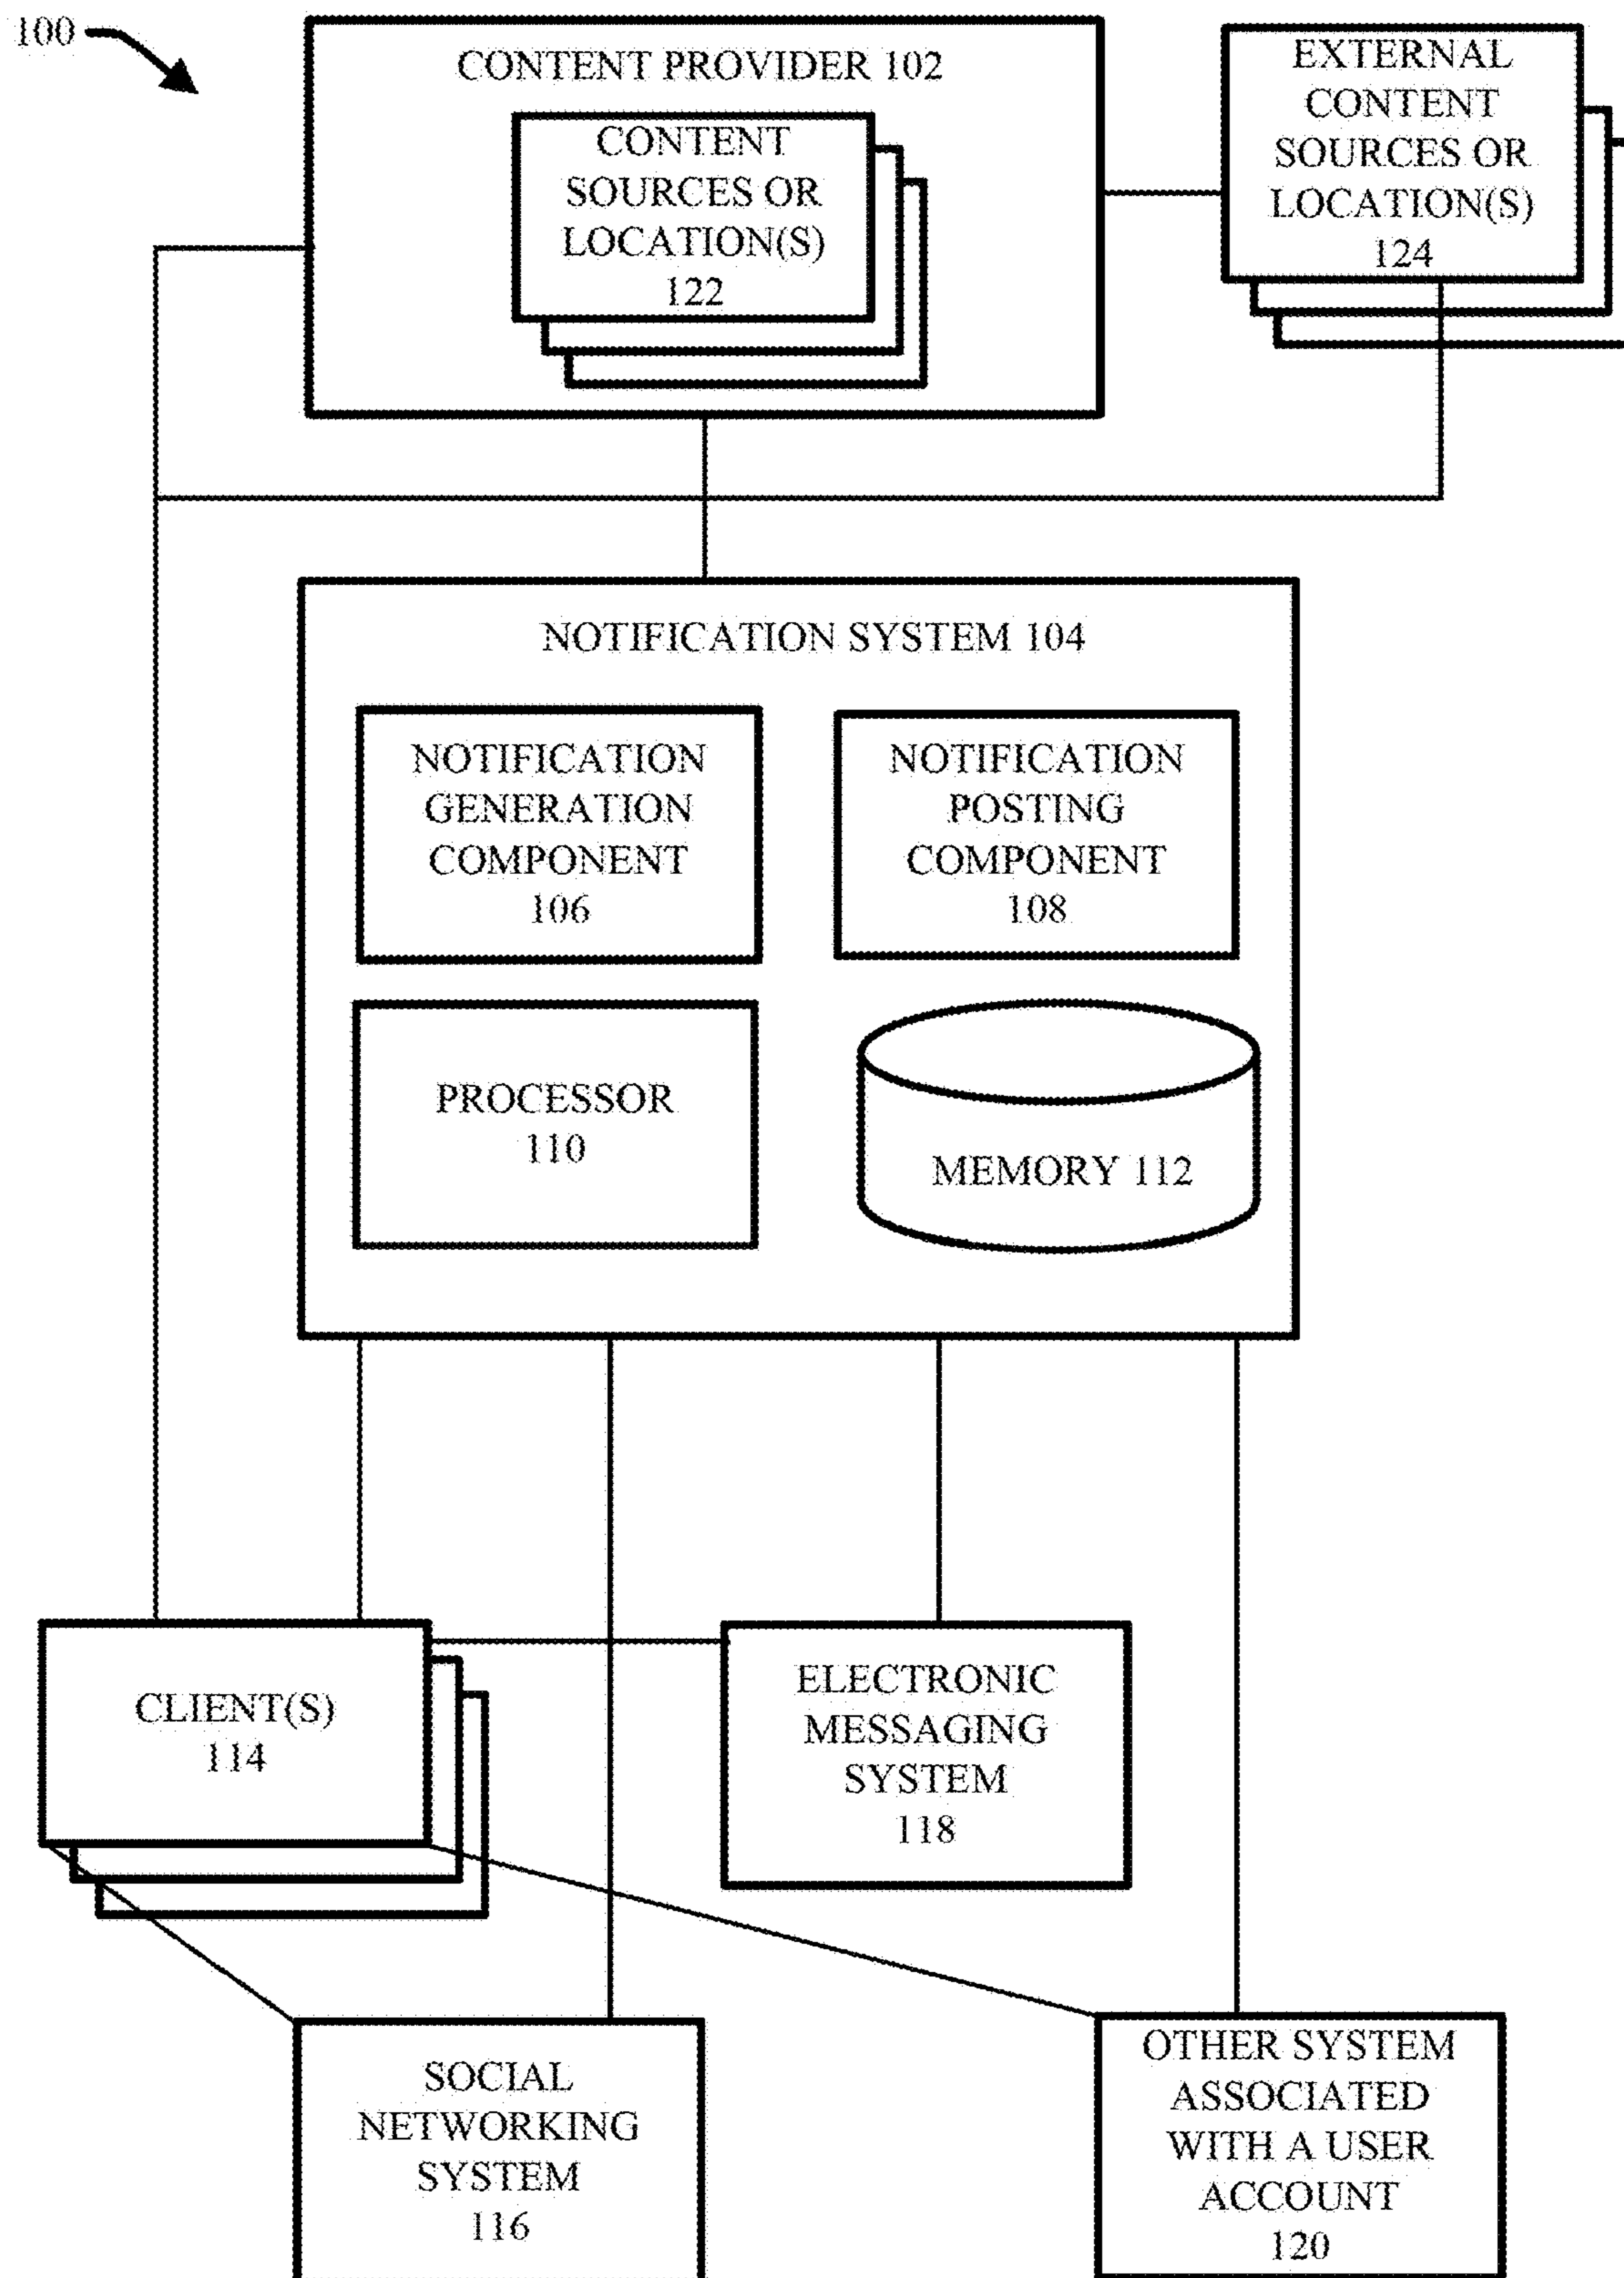 100
CONTENT PROVIDER 102
CONTENT
SOURCES OR
LOCATION(S)
122
EXTERNAL
CONTENT
SOURCES OR
LOCATION(S)
124
NOTIFICATION SYSTEM 104
NOTIFICATION
GENERATION
COMPONENT
106
NOTIFICATION
POSTING
COMPONENT
108
PROCESSOR
110
MEMORY 112
CLIENT(S)
114
ELECTRONIC
MESSAGING
SYSTEM
118
SOCIAL
NETWORKING
SYSTEM
116
OTHER SYSTEM
ASSOCIATED
WITH A USER
ACCOUNT
120